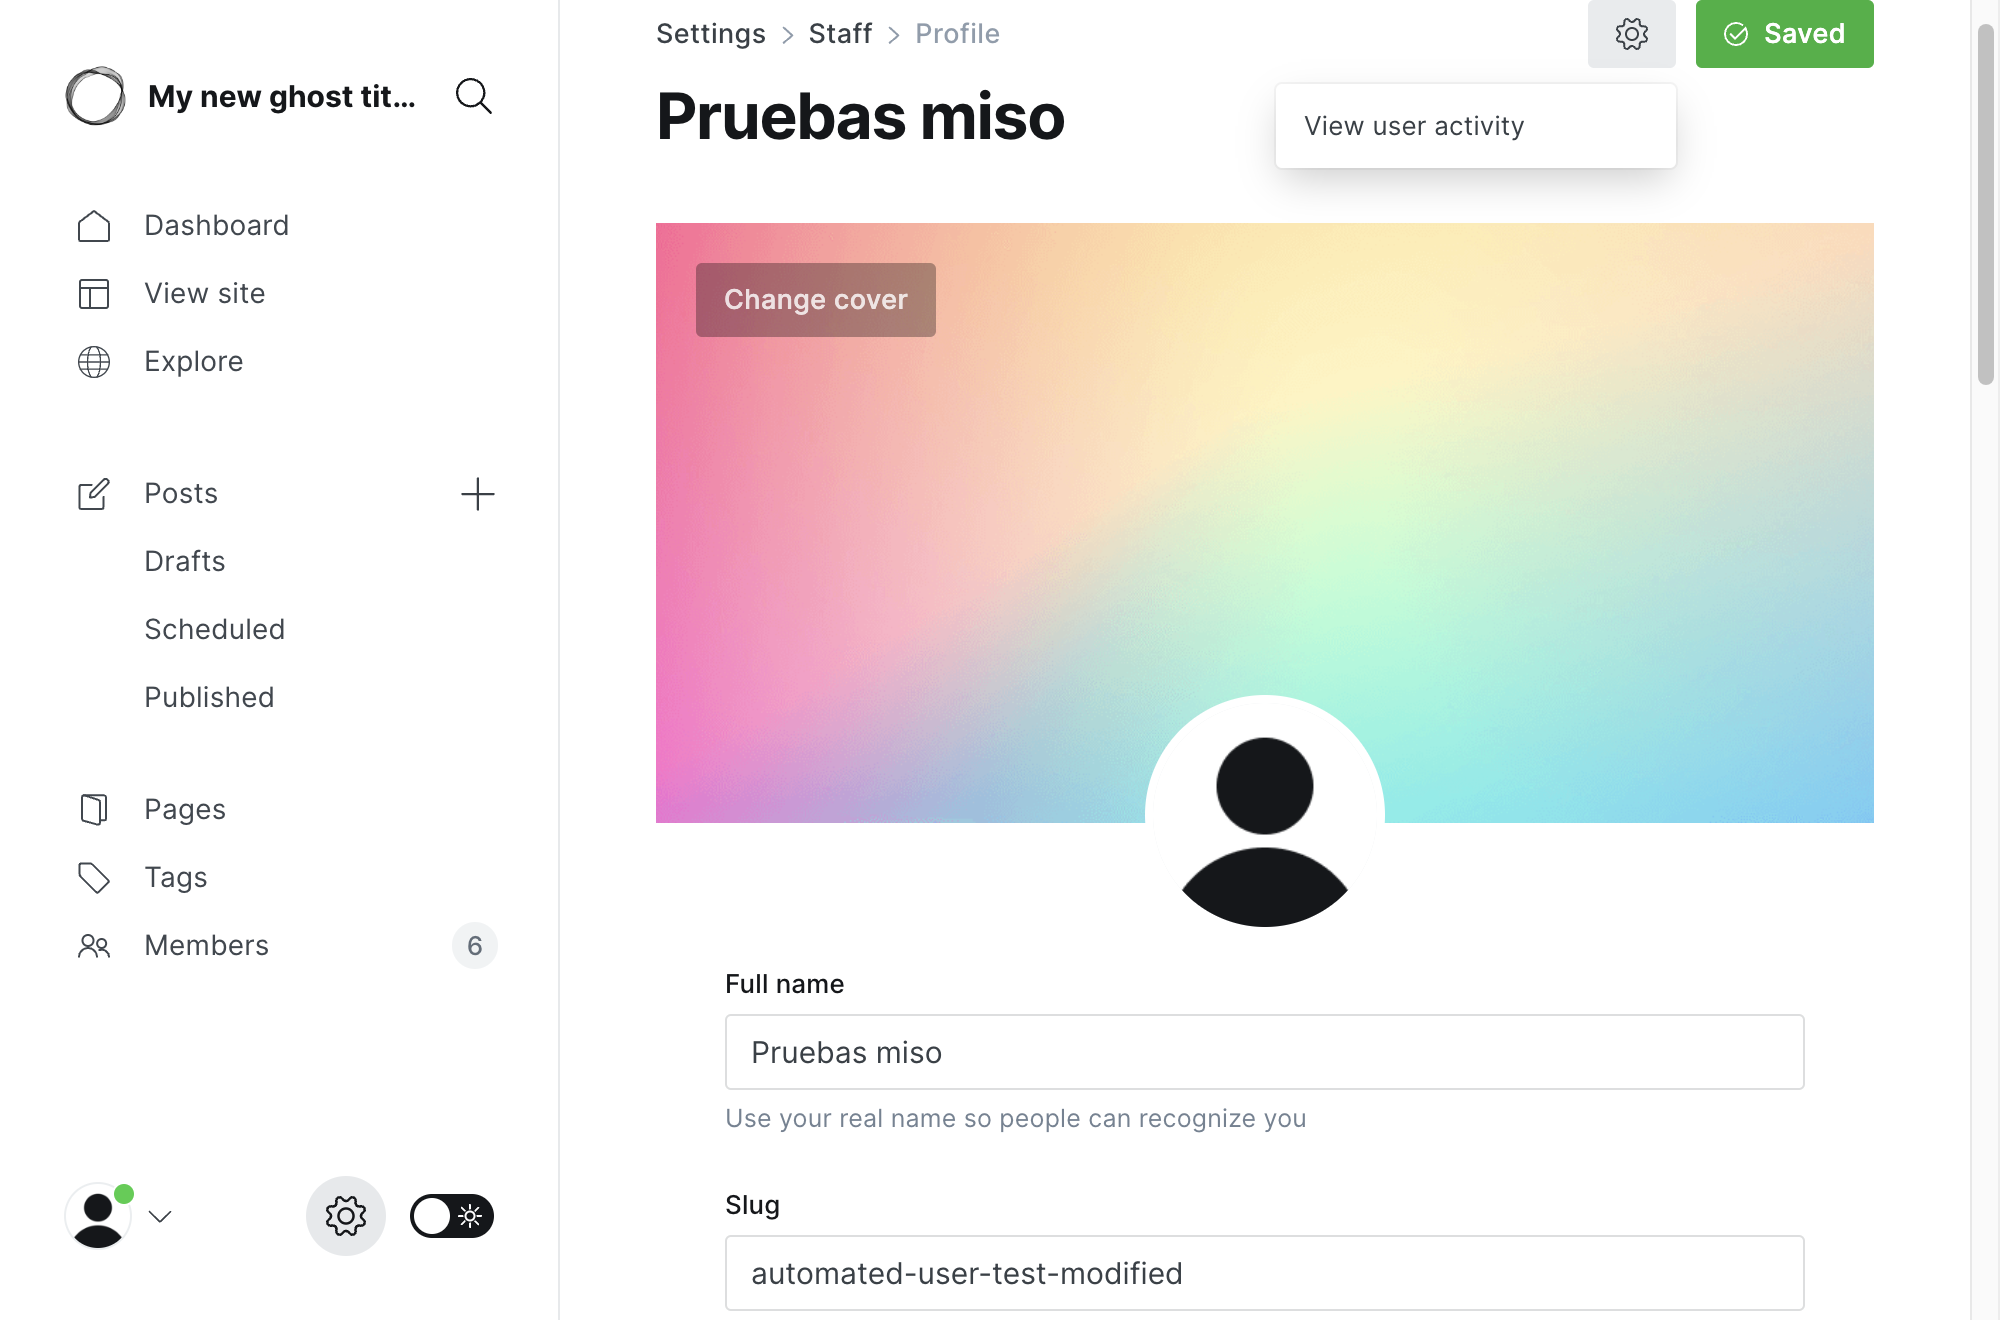 My new ghost tit...
Dashboard
View site
Explore
Posts
Drafts
Scheduled
Published
Pages
Tags
Members
6
Settings > Staff > Profile
Saved
Pruebas miso
View user activity
Change cover
Full name
Pruebas miso
Use your real name so people can recognize you
Slug
automated-user-test-modified